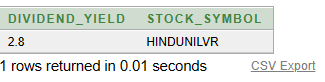 DIVIDEND_YIELD STOCK_SYMBOL
2.8 HINDUNILVR
1 rows returned in 0.01 seconds CSV Export